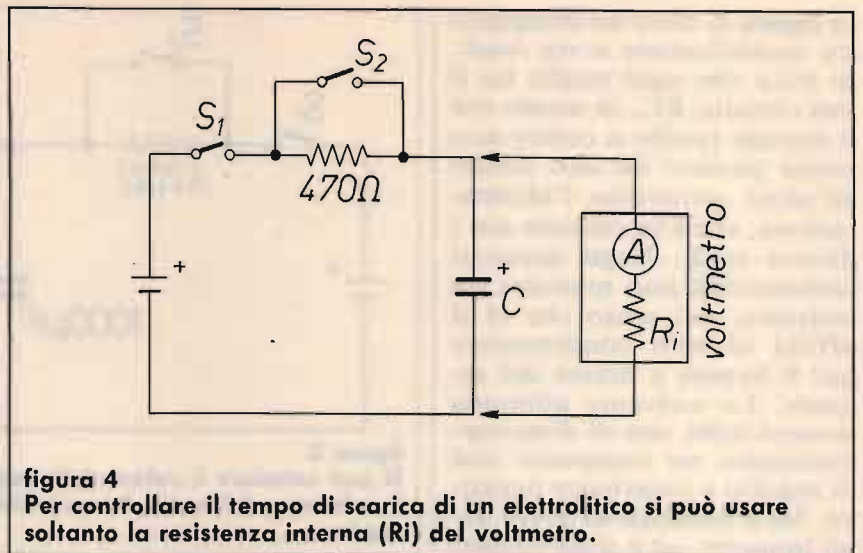 S₂
S₁
470Ω
+
+
C
A
Rᵢ
voltmetro
figura 4
Per controllare il tempo di scarica di un elettrolitico si può usare
soltanto la resistenza interna (Ri) del voltmetro.